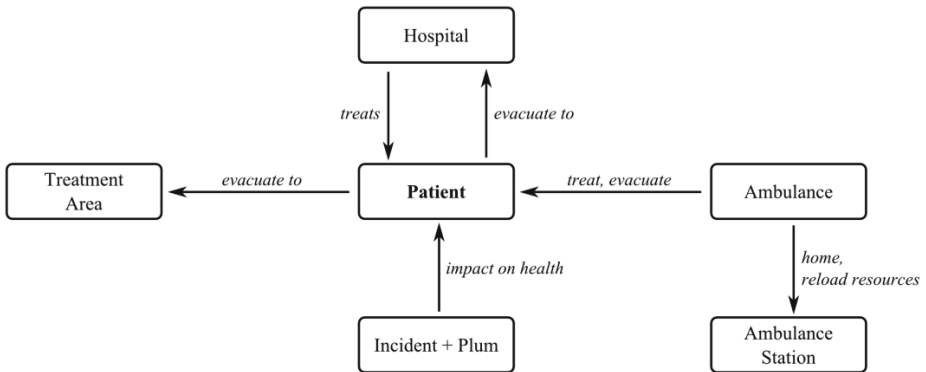 Hospital
treats
evacuate to
Treatment
Area
evacuate to
Patient
treat, evacuate
Ambulance
impact on health
home,
reload resources
Incident + Plum
Ambulance
Station